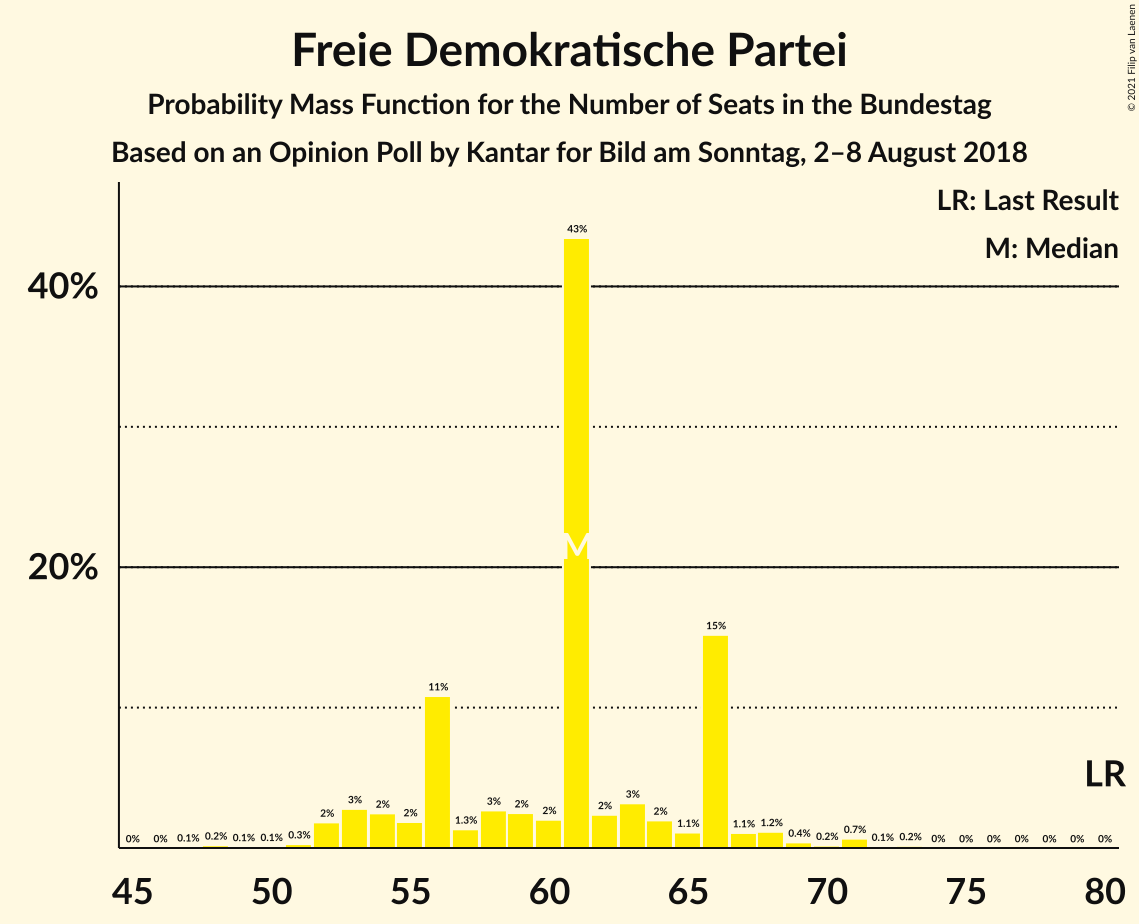 Freie Demokratische Partei
Probability Mass Function for the Number of Seats in the Bundestag
Based on an Opinion Poll by Kantar for Bild am Sonntag, 2–8 August 2018
© 2021 Filip van Laenen
LR: Last Result
M: Median
43%
40%
M
20%
15%
11%
LR
0% 0% 0.1% 0.2% 0.1% 0.1% 0.3% 2% 3% 2% 2% 1.3% 3% 2% 2% 2% 3% 2% 1.1% 1.1% 1.2% 0.4% 0.2% 0.7% 0.1% 0.2% 0% 0% 0% 0% 0% 0% 0%
45 50 55 60 65 70 75 80